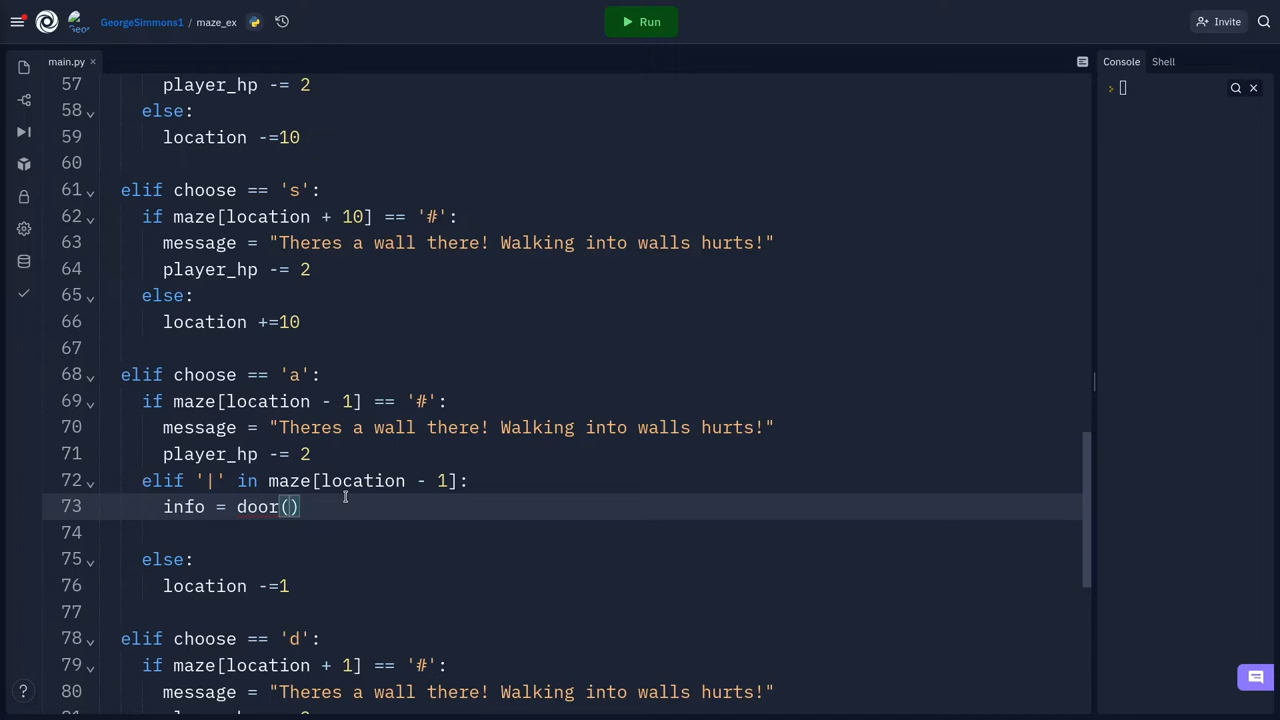 GeorgeSimmons1 / maze_ex
Run
Invite
main.py ×
Console Shell
57 player_hp -= 2
58 else:
59 location -=10
60
61 elif choose == 's':
62 if maze[location + 10] == '#':
63 message = "Theres a wall there! Walking into walls hurts!"
64 player_hp -= 2
65 else:
66 location +=10
67
68 elif choose == 'a':
69 if maze[location - 1] == '#':
70 message = "Theres a wall there! Walking into walls hurts!"
71 player_hp -= 2
72 elif '|' in maze[location - 1]:
73 info = door()
74
75 else:
76 location -=1
77
78 elif choose == 'd':
79 if maze[location + 1] == '#':
80 message = "Theres a wall there! Walking into walls hurts!"